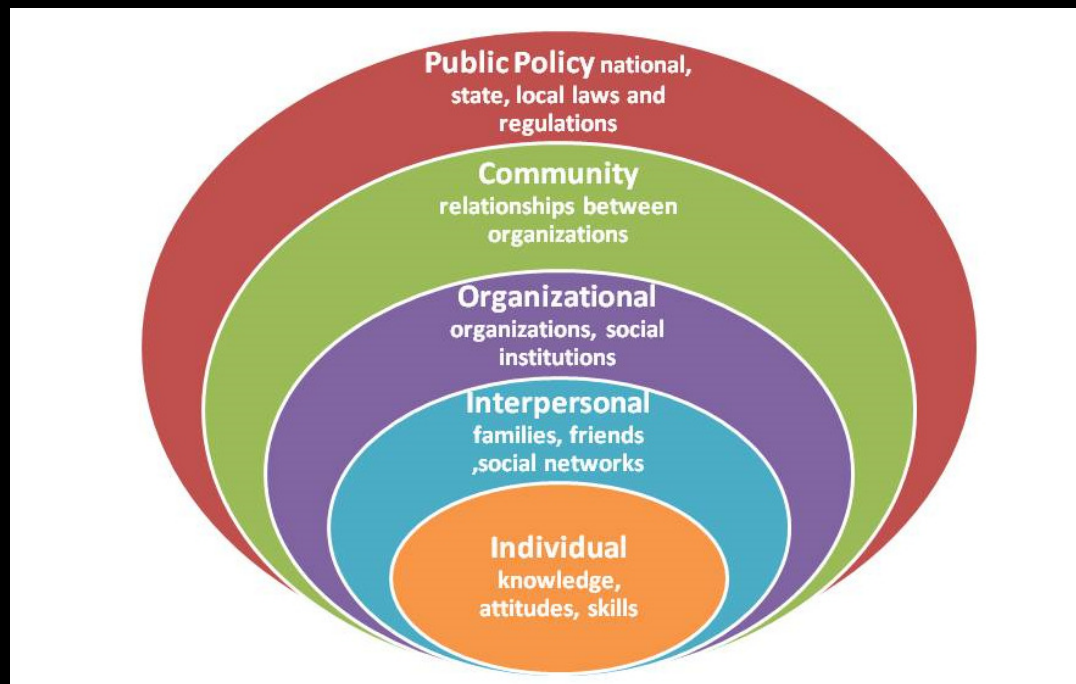 Public Policy national,
state, local laws and
regulations
Community
relationships between
organizations
Organizational
organizations, social
institutions
Interpersonal
families, friends
,social networks
Individual
knowledge,
attitudes, skills